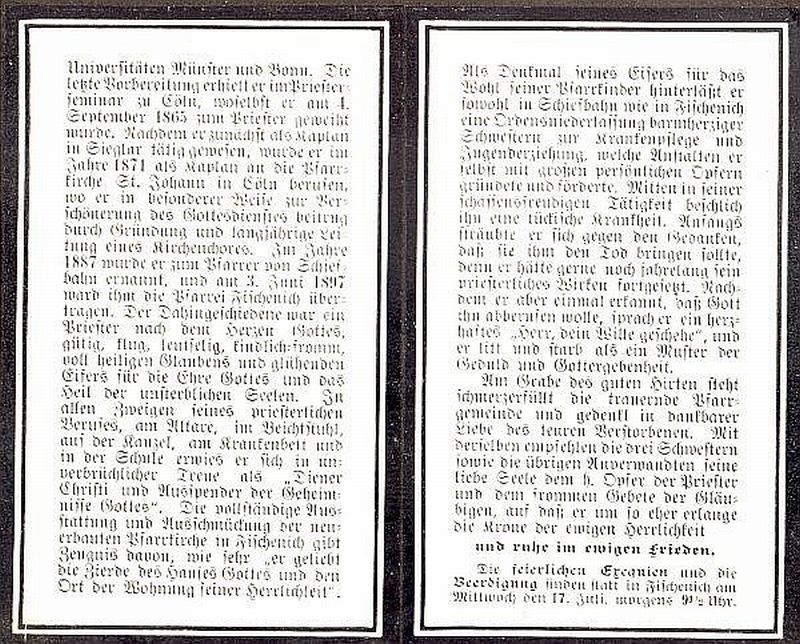 Universitäten Münster und Bonn. Die
letzte Vorbereitung erhielt er im Priester-
seminar zu Cöln, woselbst er am 4.
September 1865 zum Priester geweiht
wurde. Nachdem er zunächst als Kaplan
in Sieglar tätig gewesen, wurde er im
Jahre 1871 als Kaplan an die Pfarr-
kirche St. Johann in Cöln berufen,
wo er in besonderer Weise zur Ver-
schönerung des Gottesdienstes beitrug
durch Gründung und langjährige Lei-
tung eines Kirchenchores. Im Jahre
1887 wurde er zum Pfarrer von Schief-
bahn ernannt, und am 3. Juni 1897
ward ihm die Pfarrei Fischenich über-
tragen. Der Dahingeschiedene war ein
Priester nach dem Herzen Gottes,
gütig, klug, leutselig, kindlich-fromm,
voll heiligen Glaubens und glühenden
Eifers für die Ehre Gottes und das
Heil der unsterblichen Seelen. In
allen Zweigen seines priesterlichen
Berufes, am Altare, im Beichtstuhl,
auf der Kanzel, am Krankenbett und
in der Schule erwies er sich in un-
verbrüchlicher Treue als „Diener
Christi und Ausspender der Geheim-
nisse Gottes“. Die vollständige Aus-
stattung und Ausschmückung der neu-
erbauten Pfarrkirche in Fischenich gibt
Zeugnis davon, wie sehr „er geliebt
die Zierde des Hauses Gottes und den
Ort der Wohnung seiner Herrlichkeit“.
Als Denkmal seines Eifers für das
Wohl seiner Pfarrkinder hinterläßt er
sowohl in Schiefbahn wie in Fischenich
eine Ordensniederlassung barmherziger
Schwestern zur Krankenpflege und
Jugenderziehung, welche Anstalten er
selbst mit großen persönlichen Opfern
gründete und förderte. Mitten in seiner
schaffensfreudigen Tätigkeit beschlich
ihn eine tückische Krankheit. Anfangs
sträubte er sich gegen den Gedanken,
daß sie ihm den Tod bringen sollte,
denn er hätte gerne noch jahrelang sein
priesterliches Wirken fortgesetzt. Nach-
dem er aber einmal erkannt, daß Gott
ihn abberufen wolle, sprach er ein herz-
haftes „Herr, dein Wille geschehe“, und
er litt und starb als ein Muster der
Geduld und Gottergebenheit.
Am Grabe des guten Hirten steht
schmerzerfüllt die trauernde Pfarr-
gemeinde und gedenkt in dankbarer
Liebe des teuren Verstorbenen. Mit
derselben empfehlen die drei Schwestern
sowie die übrigen Anverwandten seine
liebe Seele dem h. Opfer der Priester
und dem frommen Gebete der Gläu-
bigen, auf daß er um so eher erlange
die Krone der ewigen Herrlichkeit
und ruhe im ewigen Frieden.
Die feierlichen Exequien und die
Beerdigung finden statt in Fischenich am
Mittwoch den 17. Juli, morgens 9½ Uhr.